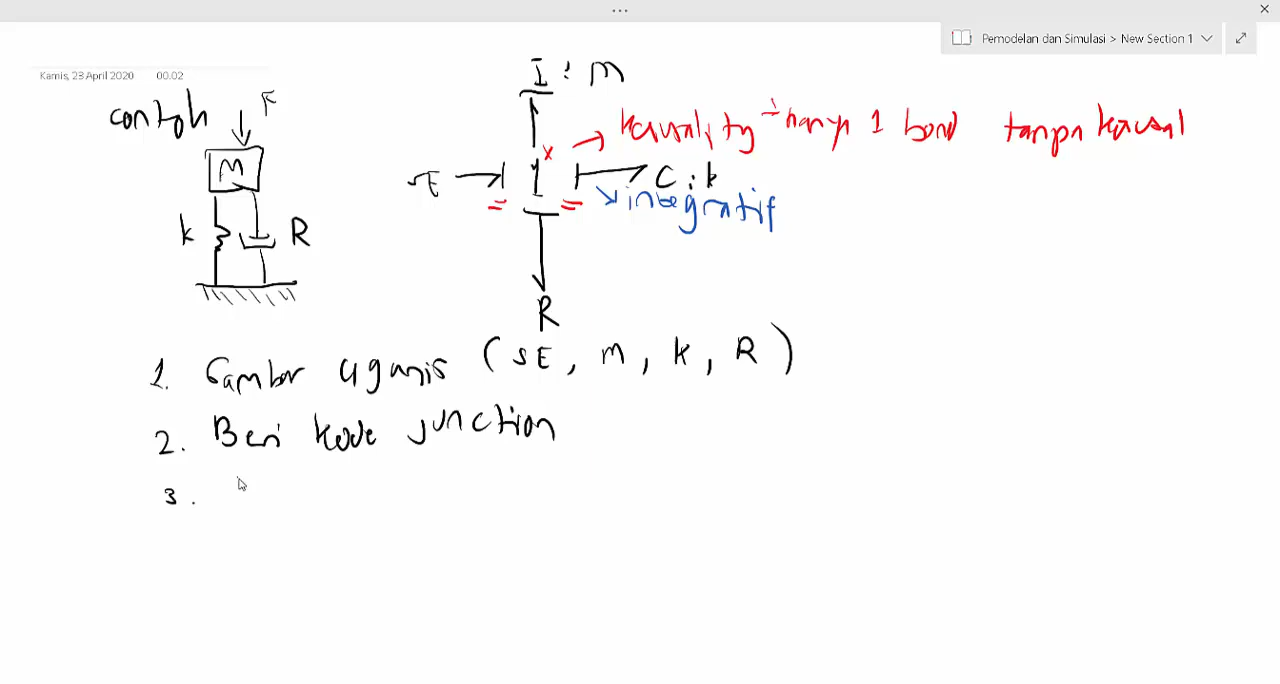 Pemodelan dan Simulasi > New Section 1
Kamis, 23 April 2020 00.02
contoh
F
M
k
R
I : m
kausality → hanya 1 bond tanpa kausal
SE
1
C : k
integratif
R
1. Gambar 4 garis (SE, m, k, R)
2. Beri kode junction
3.